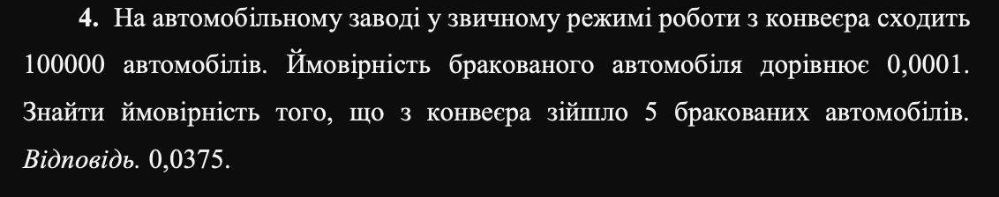 4. На автомобільному заводі у звичному режимі роботи з конвеєра сходить
100000 автомобілів. Ймовірність бракованого автомобіля дорівнює 0,0001.
Знайти ймовірність того, що з конвеєра зійшло 5 бракованих автомобілів.
Відповідь. 0,0375.